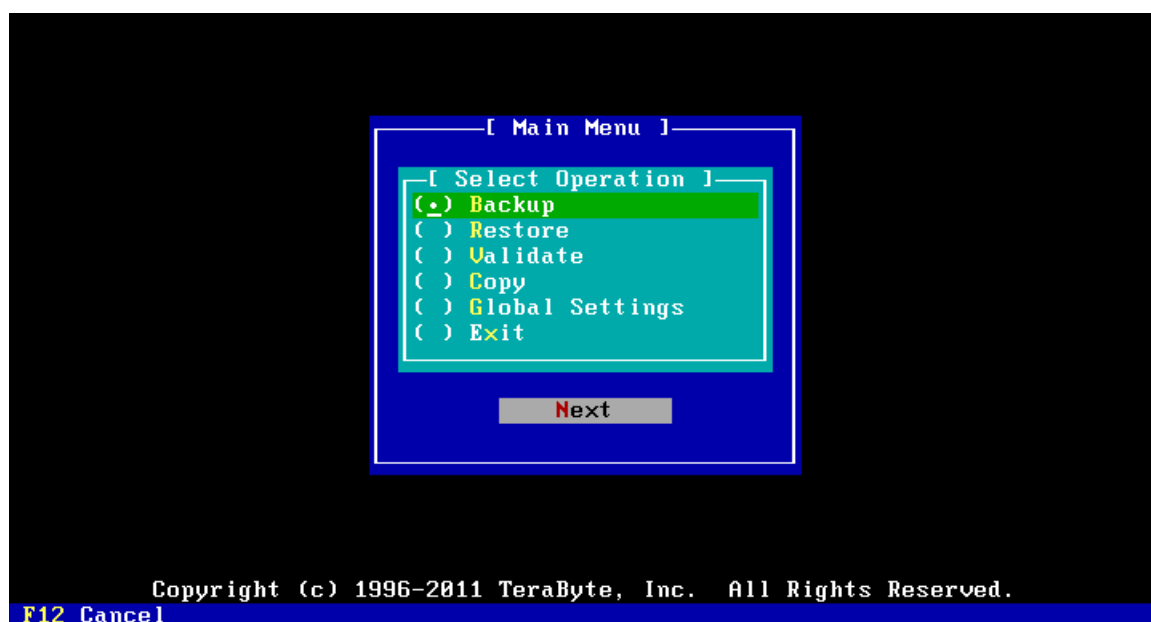 [ Main Menu ]
[ Select Operation ]
(•) Backup
( ) Restore
( ) Validate
( ) Copy
( ) Global Settings
( ) Exit
Next
Copyright (c) 1996-2011 TeraByte, Inc. All Rights Reserved.
F12 Cancel